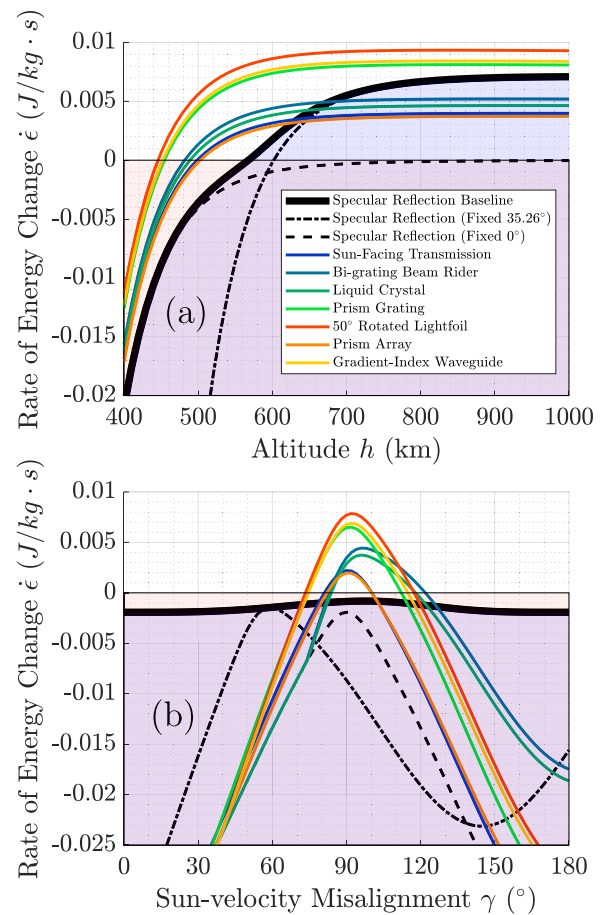 0.01
0.005
0
-0.005
-0.01
-0.015
-0.02
Rate of Energy Change ϵ̇ (J/kg · s)
(a)
Specular Reflection Baseline
Specular Reflection (Fixed 35.26°)
Specular Reflection (Fixed 0°)
Sun-Facing Transmission
Bi-grating Beam Rider
Liquid Crystal
Prism Grating
50° Rotated Lightfoil
Prism Array
Gradient-Index Waveguide
400 500 600 700 800 900 1000
Altitude h (km)
0.01
0.005
0
-0.005
-0.01
-0.015
-0.02
-0.025
Rate of Energy Change ϵ̇ (J/kg · s)
(b)
0 30 60 90 120 150 180
Sun-velocity Misalignment γ (°)